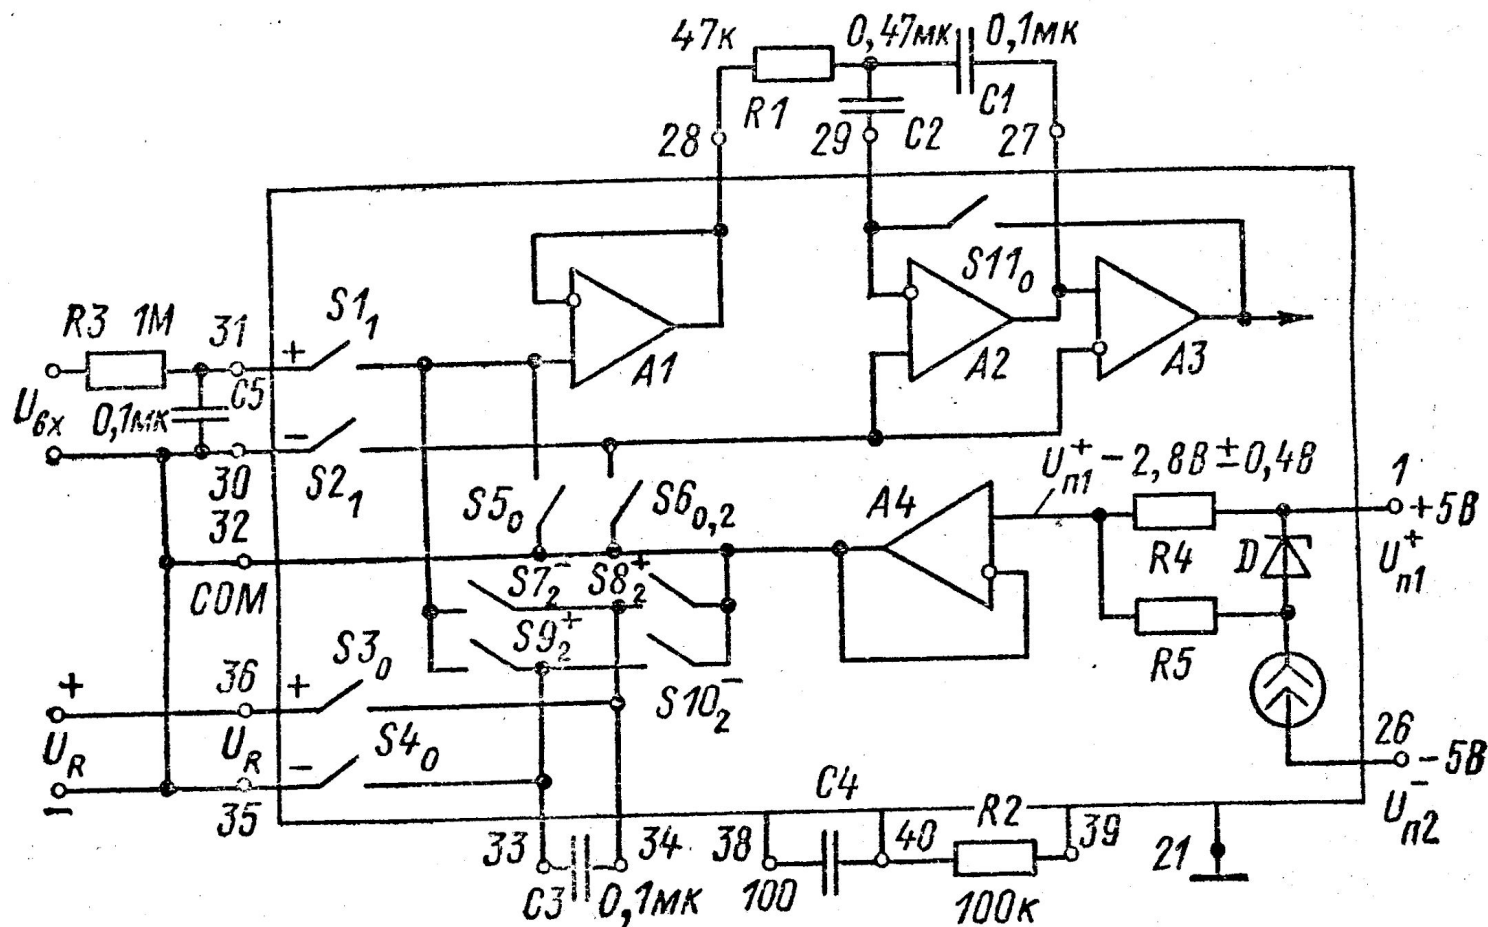 47к
0,47мк
0,1мк
R1
C2
C1
28
29
27
S11₀
R3 1М
31
S1₁
+
A1
A2
A3
Uвх
0,1мк
C5
−
30
S2₁
32
S5₀
S6₀,₂
A4
U⁺п1−2,8В±0,4В
1
+5В
U⁺п1
R4
D
COM
S7₂⁻
S8₂⁺
S9₂⁺
S10₂⁻
R5
36
+
S3₀
+
UR
UR
−
S4₀
−
35
26
−5В
U⁻п2
C4
R2
33
34
38
40
39
21
C3
0,1мк
100
100к